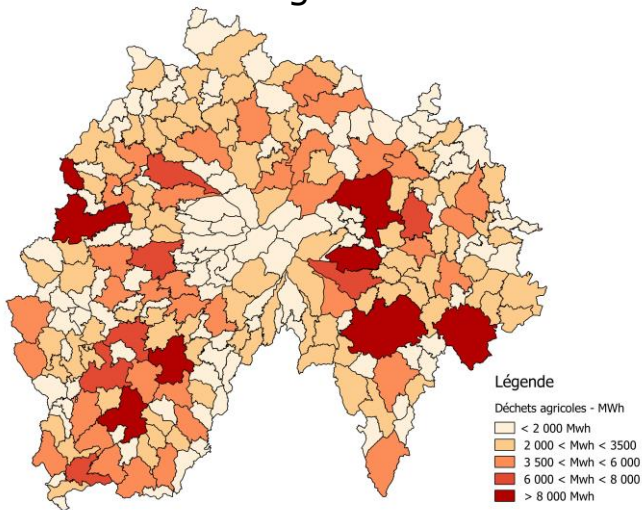 Légende
Déchets agricoles - MWh
< 2 000 Mwh
2 000 < Mwh < 3500
3 500 < Mwh < 6 000
6 000 < Mwh < 8 000
> 8 000 Mwh